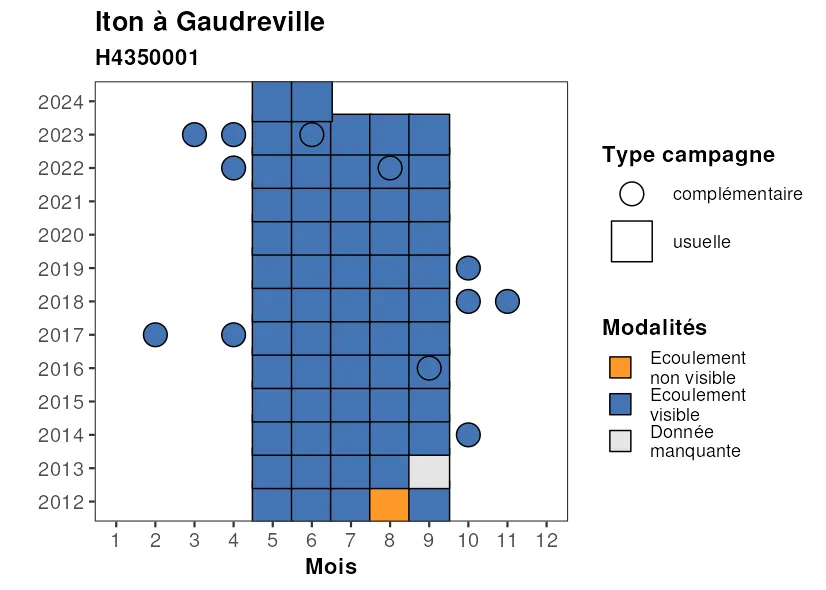 Iton à Gaudreville
H4350001
2024
2023
2022
2021
2020
2019
2018
2017
2016
2015
2014
2013
2012
1 2 3 4 5 6 7 8 9 10 11 12
Mois
Type campagne
complémentaire
usuelle
Modalités
Ecoulement
non visible
Ecoulement
visible
Donnée
manquante